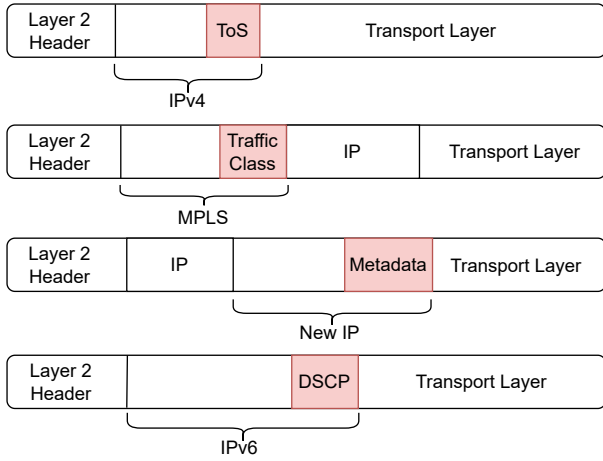 Layer 2
Header
ToS
Transport Layer
IPv4
Layer 2
Header
Traffic
Class
IP
Transport Layer
MPLS
Layer 2
Header
IP
Metadata
Transport Layer
New IP
Layer 2
Header
DSCP
Transport Layer
IPv6